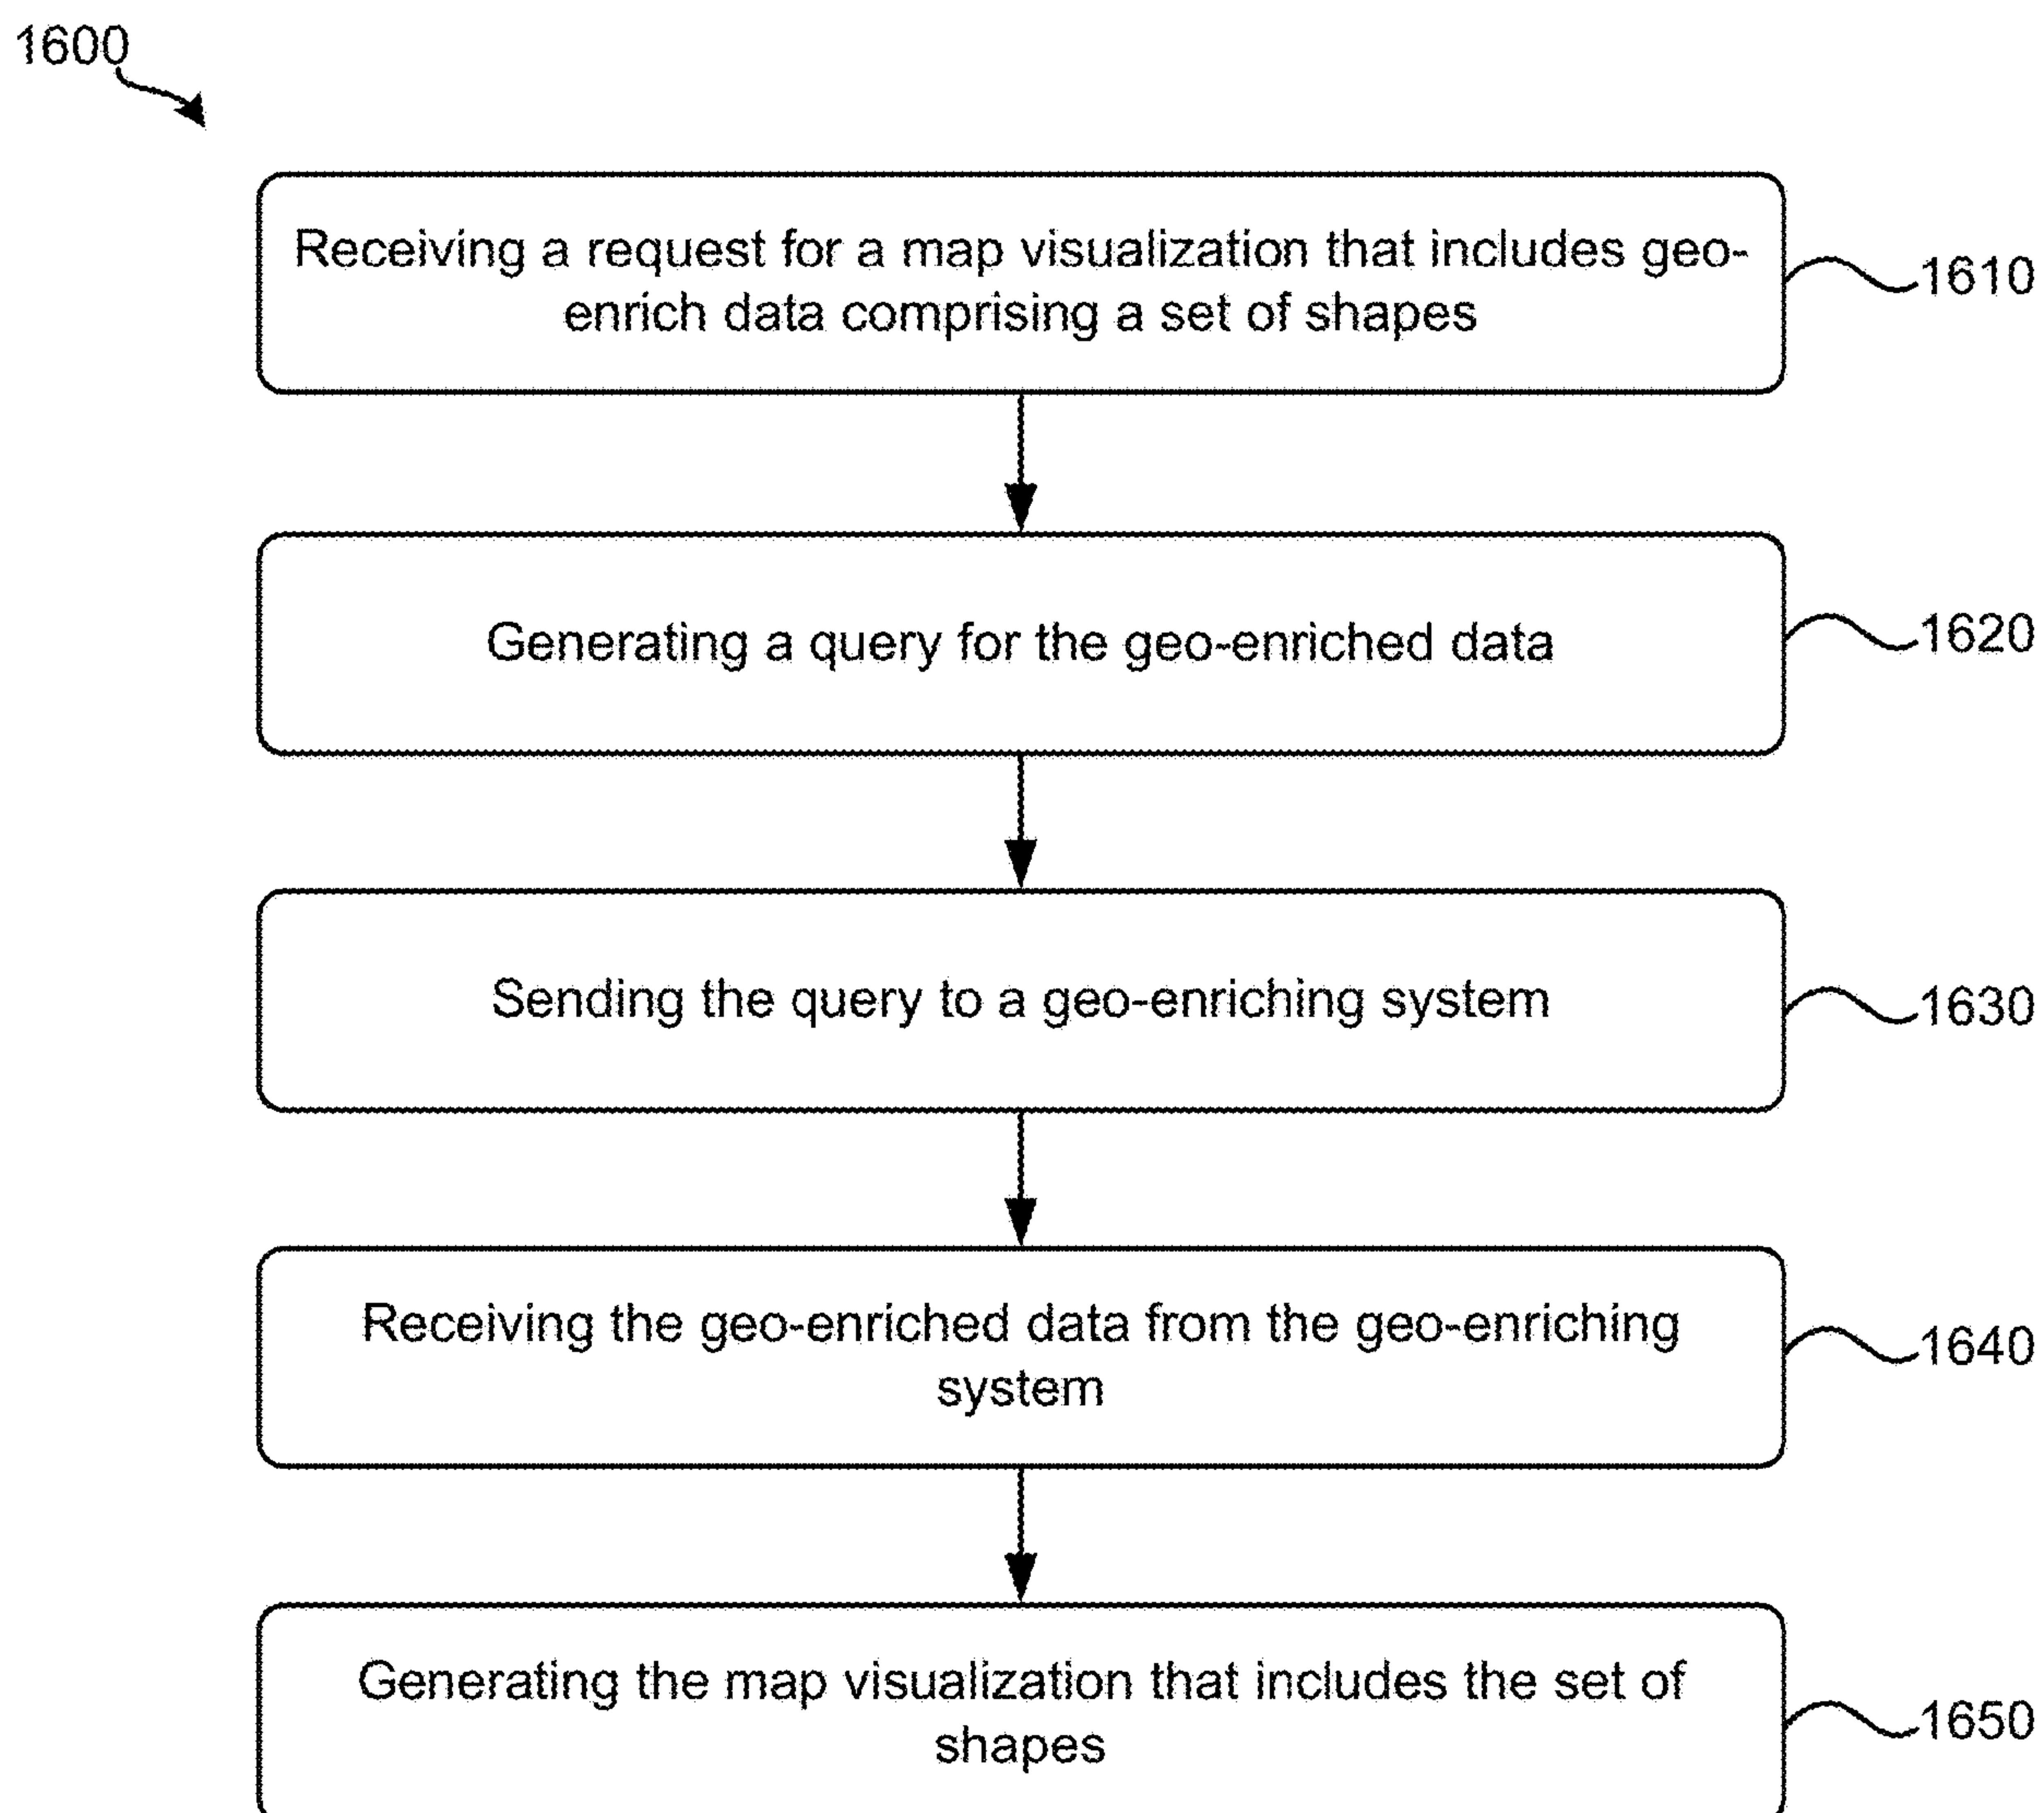 1600
Receiving a request for a map visualization that includes geo-
enrich data comprising a set of shapes
1610
Generating a query for the geo-enriched data
1620
Sending the query to a geo-enriching system
1630
Receiving the geo-enriched data from the geo-enriching
system
1640
Generating the map visualization that includes the set of
shapes
1650